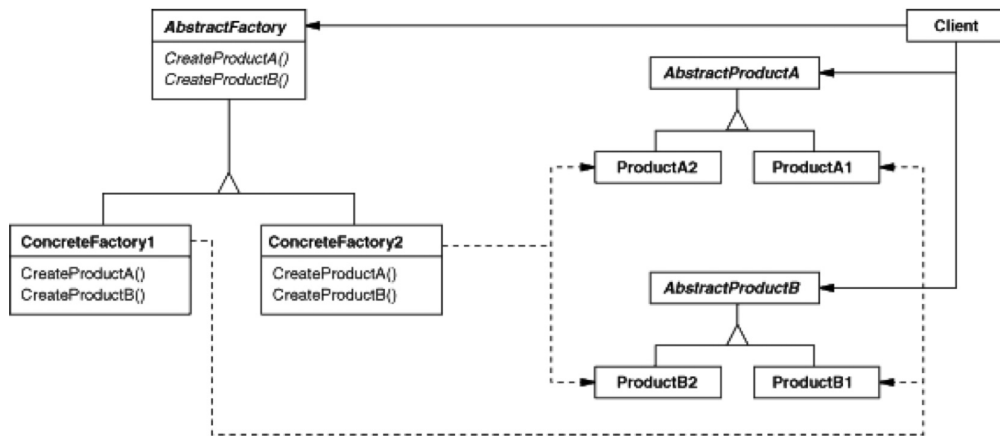 AbstractFactory
CreateProductA()
CreateProductB()
Client
AbstractProductA
ProductA2
ProductA1
ConcreteFactory1
CreateProductA()
CreateProductB()
ConcreteFactory2
CreateProductA()
CreateProductB()
AbstractProductB
ProductB2
ProductB1